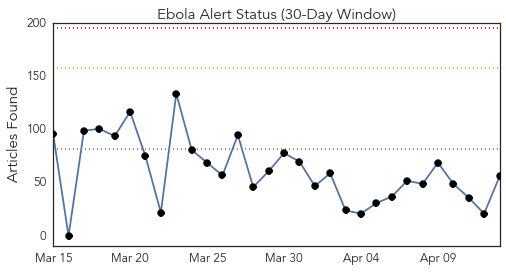 Ebola Alert Status (30-Day Window)
200
150
100
50
0
Articles Found
Mar 15
Mar 20
Mar 25
Mar 30
Apr 04
Apr 09